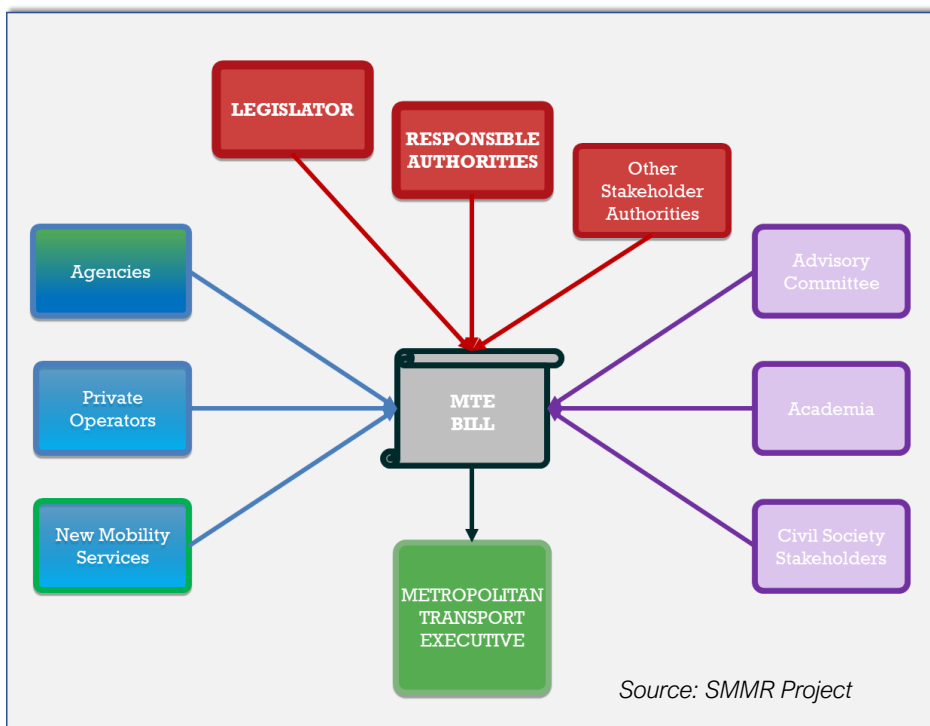 LEGISLATOR
RESPONSIBLE
AUTHORITIES
Other
Stakeholder
Authorities
Agencies
Advisory
Committee
Private
Operators
MTE
BILL
Academia
New Mobility
Services
Civil Society
Stakeholders
METROPOLITAN
TRANSPORT
EXECUTIVE
Source: SMMR Project